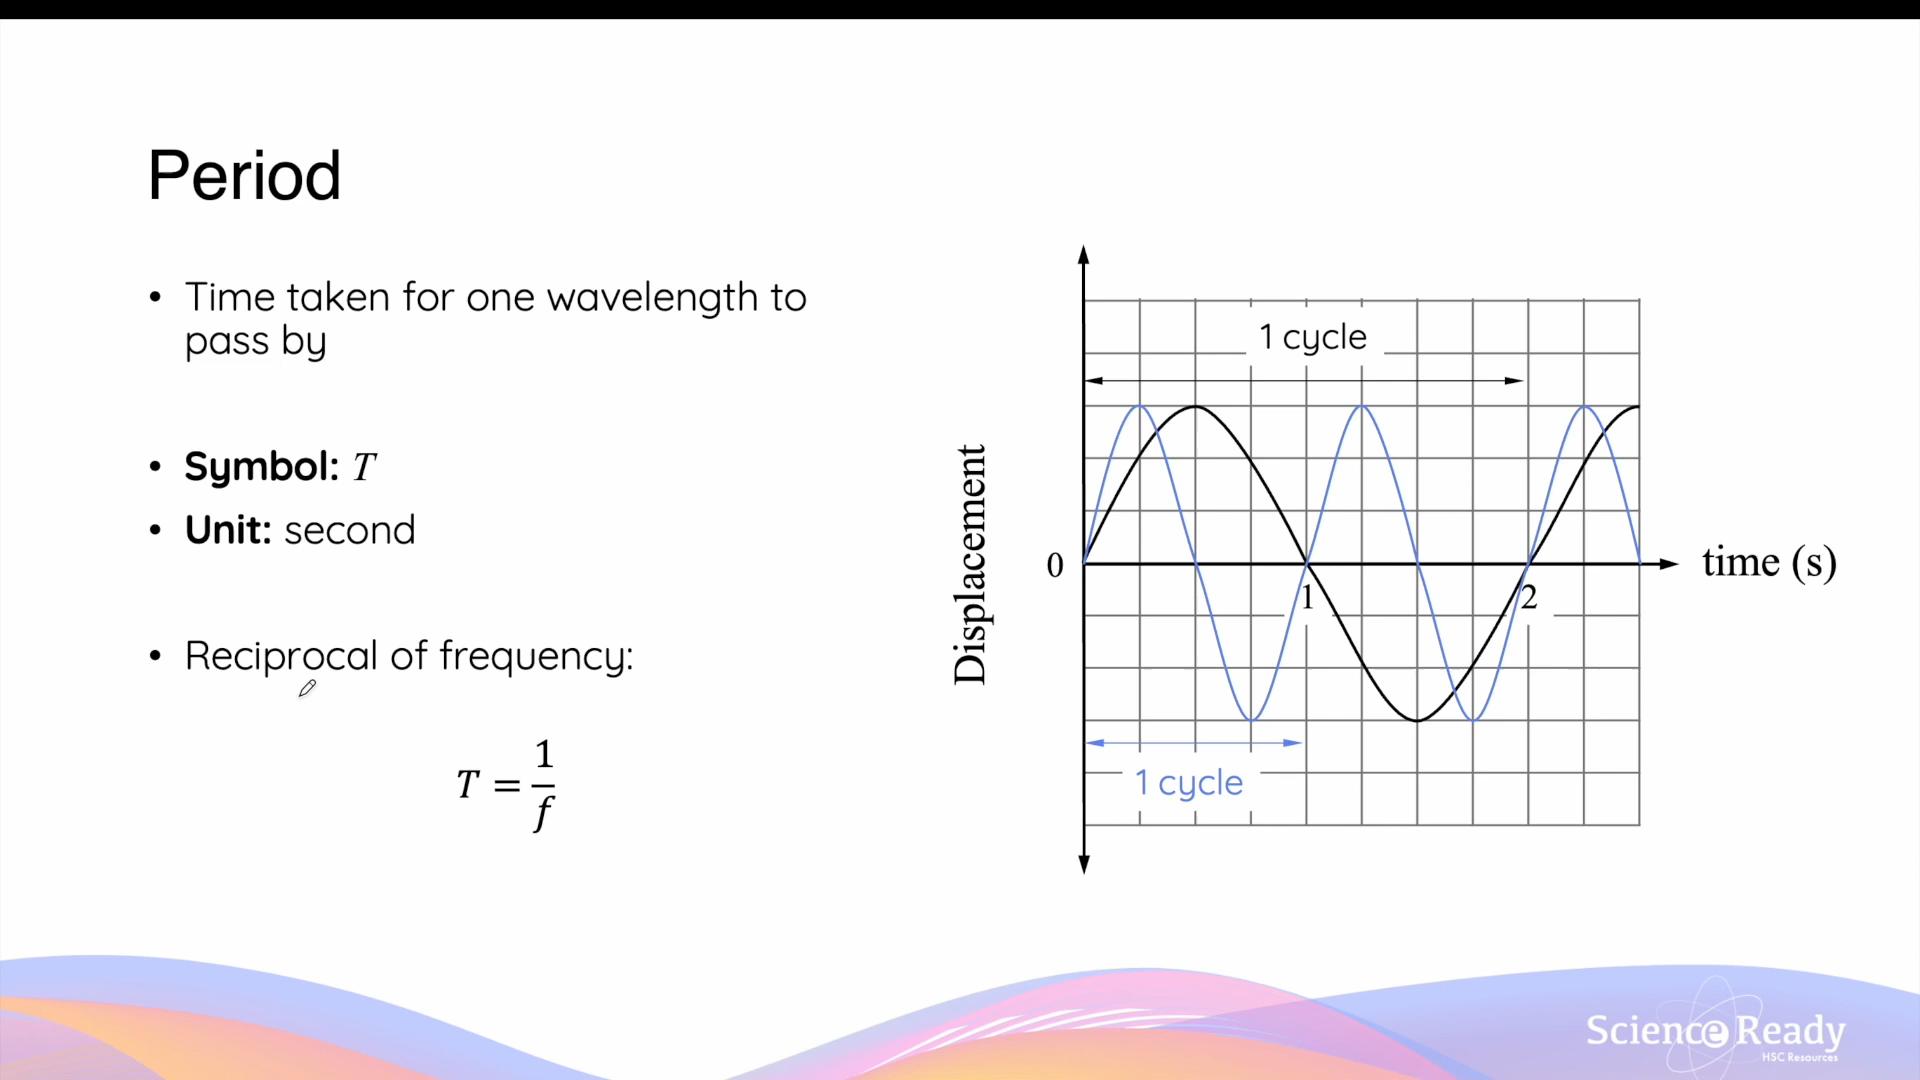 Period
• Time taken for one wavelength to
pass by
• Symbol: T
• Unit: second
• Reciprocal of frequency:
T = 1/f
Displacement
1 cycle
0
1
2
time (s)
1 cycle
Science Ready
HSC Resources